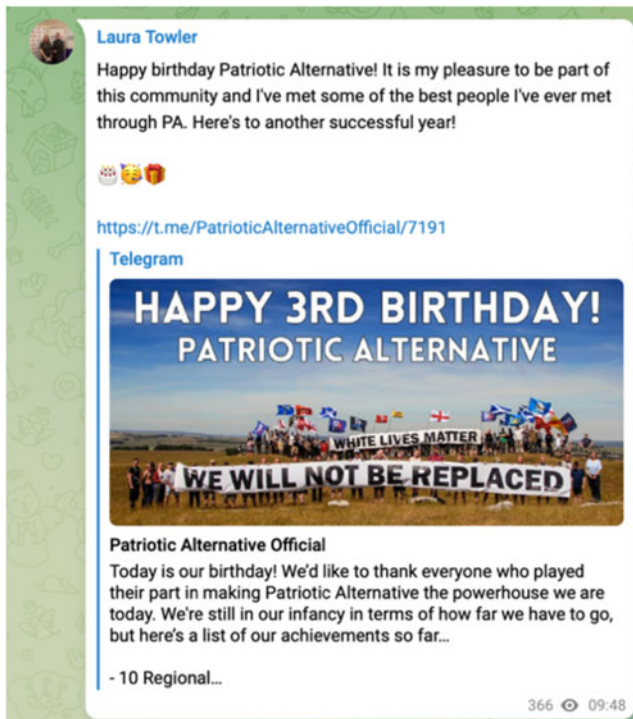 Laura Towler
Happy birthday Patriotic Alternative! It is my pleasure to be part of
this community and I've met some of the best people I've ever met
through PA. Here's to another successful year!
🎂🥳🎁
https://t.me/PatrioticAlternativeOfficial/7191
Telegram
HAPPY 3RD BIRTHDAY!
PATRIOTIC ALTERNATIVE
WHITE LIVES MATTER
WE WILL NOT BE REPLACED
Patriotic Alternative Official
Today is our birthday! We'd like to thank everyone who played
their part in making Patriotic Alternative the powerhouse we are
today. We're still in our infancy in terms of how far we have to go,
but here's a list of our achievements so far...
- 10 Regional...
366 09:48